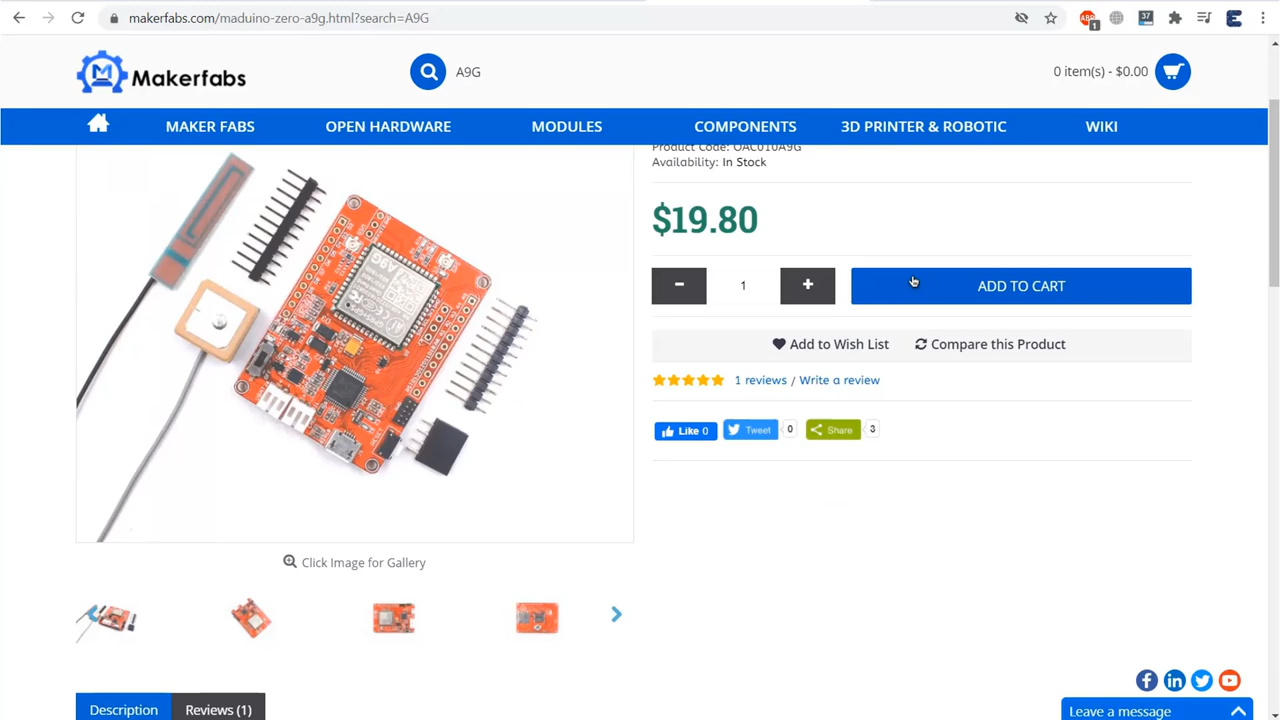 makerfabs.com/maduino-zero-a9g.html?search=A9G
1
37
Makerfabs
A9G
0 item(s) - $0.00
MAKER FABS
OPEN HARDWARE
MODULES
COMPONENTS
3D PRINTER & ROBOTIC
WIKI
Product Code: OAC010A9G
Availability: In Stock
$19.80
-
1
+
ADD TO CART
Add to Wish List
Compare this Product
1 reviews / Write a review
Like 0
Tweet
0
Share
3
A9G
Click Image for Gallery
Description
Reviews (1)
Leave a message